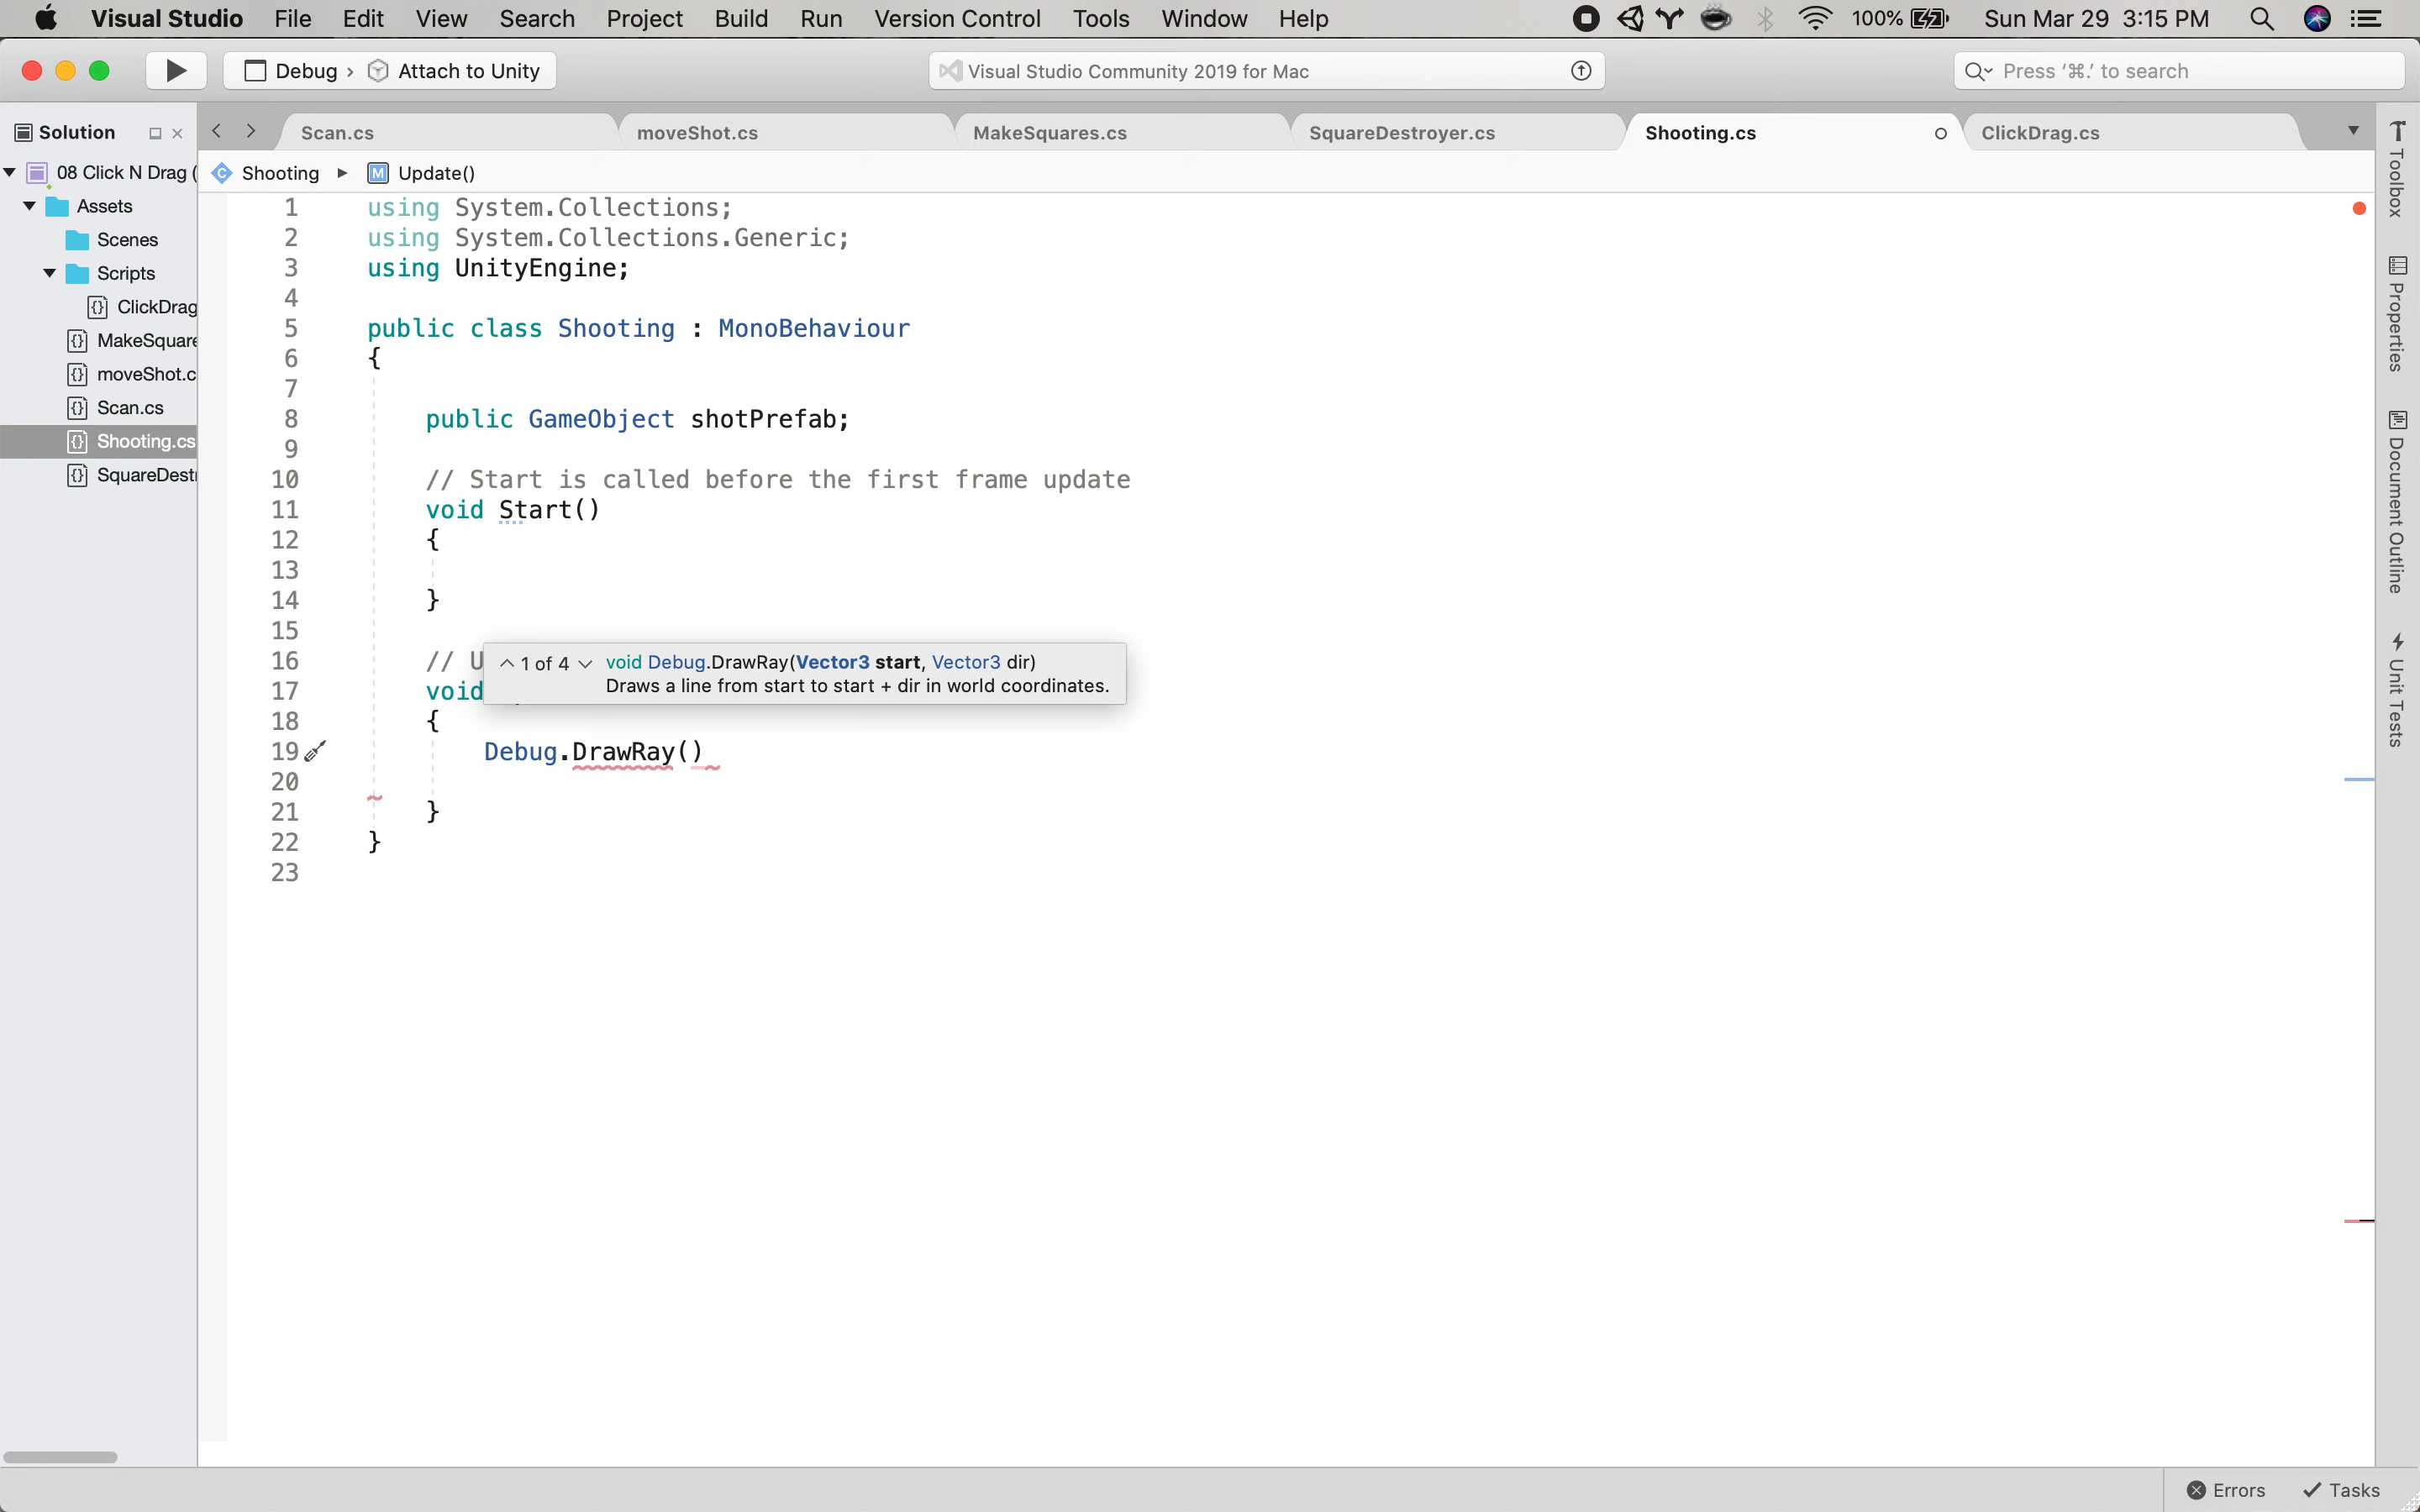 Visual Studio File Edit View Search Project Build Run Version Control Tools Window Help 100% Sun Mar 29 3:15 PM
Debug › Attach to Unity Visual Studio Community 2019 for Mac Press ‘⌘.’ to search
Solution
Scan.cs moveShot.cs MakeSquares.cs SquareDestroyer.cs Shooting.cs ClickDrag.cs
08 Click N Drag (
Assets
Scenes
Scripts
ClickDrag
MakeSquare
moveShot.c
Scan.cs
Shooting.cs
SquareDest
Shooting ▶ M Update()
1 using System.Collections;
2 using System.Collections.Generic;
3 using UnityEngine;
4
5 public class Shooting : MonoBehaviour
6 {
7
8 public GameObject shotPrefab;
9
10 // Start is called before the first frame update
11 void Start()
12 {
13
14 }
15
16 // U
17 void
18 {
19 Debug.DrawRay()
20
21 }
22 }
23
1 of 4 void Debug.DrawRay(Vector3 start, Vector3 dir)
Draws a line from start to start + dir in world coordinates.
Toolbox
Properties
Document Outline
Unit Tests
Errors Tasks